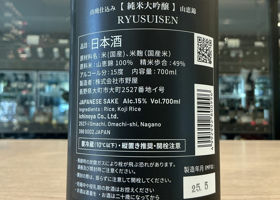 山廃仕込み【純米大吟醸】山恵錦
RYUSUISEN
品目 日本酒
原材料名：米(国産)、米麹(国産米)
原料米：山恵錦 100% 精米歩合：49%
アルコール分：15度 内容量：700ml
製造者：株式会社市野屋
長野県大町市大町2527番地イ号
JAPANESE SAKE Alc.15% Vol.700ml
Ingredients: Rice, Koji Rice
Ichinoya Co., Ltd.
2527-I Omachi, Omachi-shi, Nagano
398-0002 JAPAN
要冷蔵(10℃以下)・縦置き推奨・開栓注意
製造年月
25.5